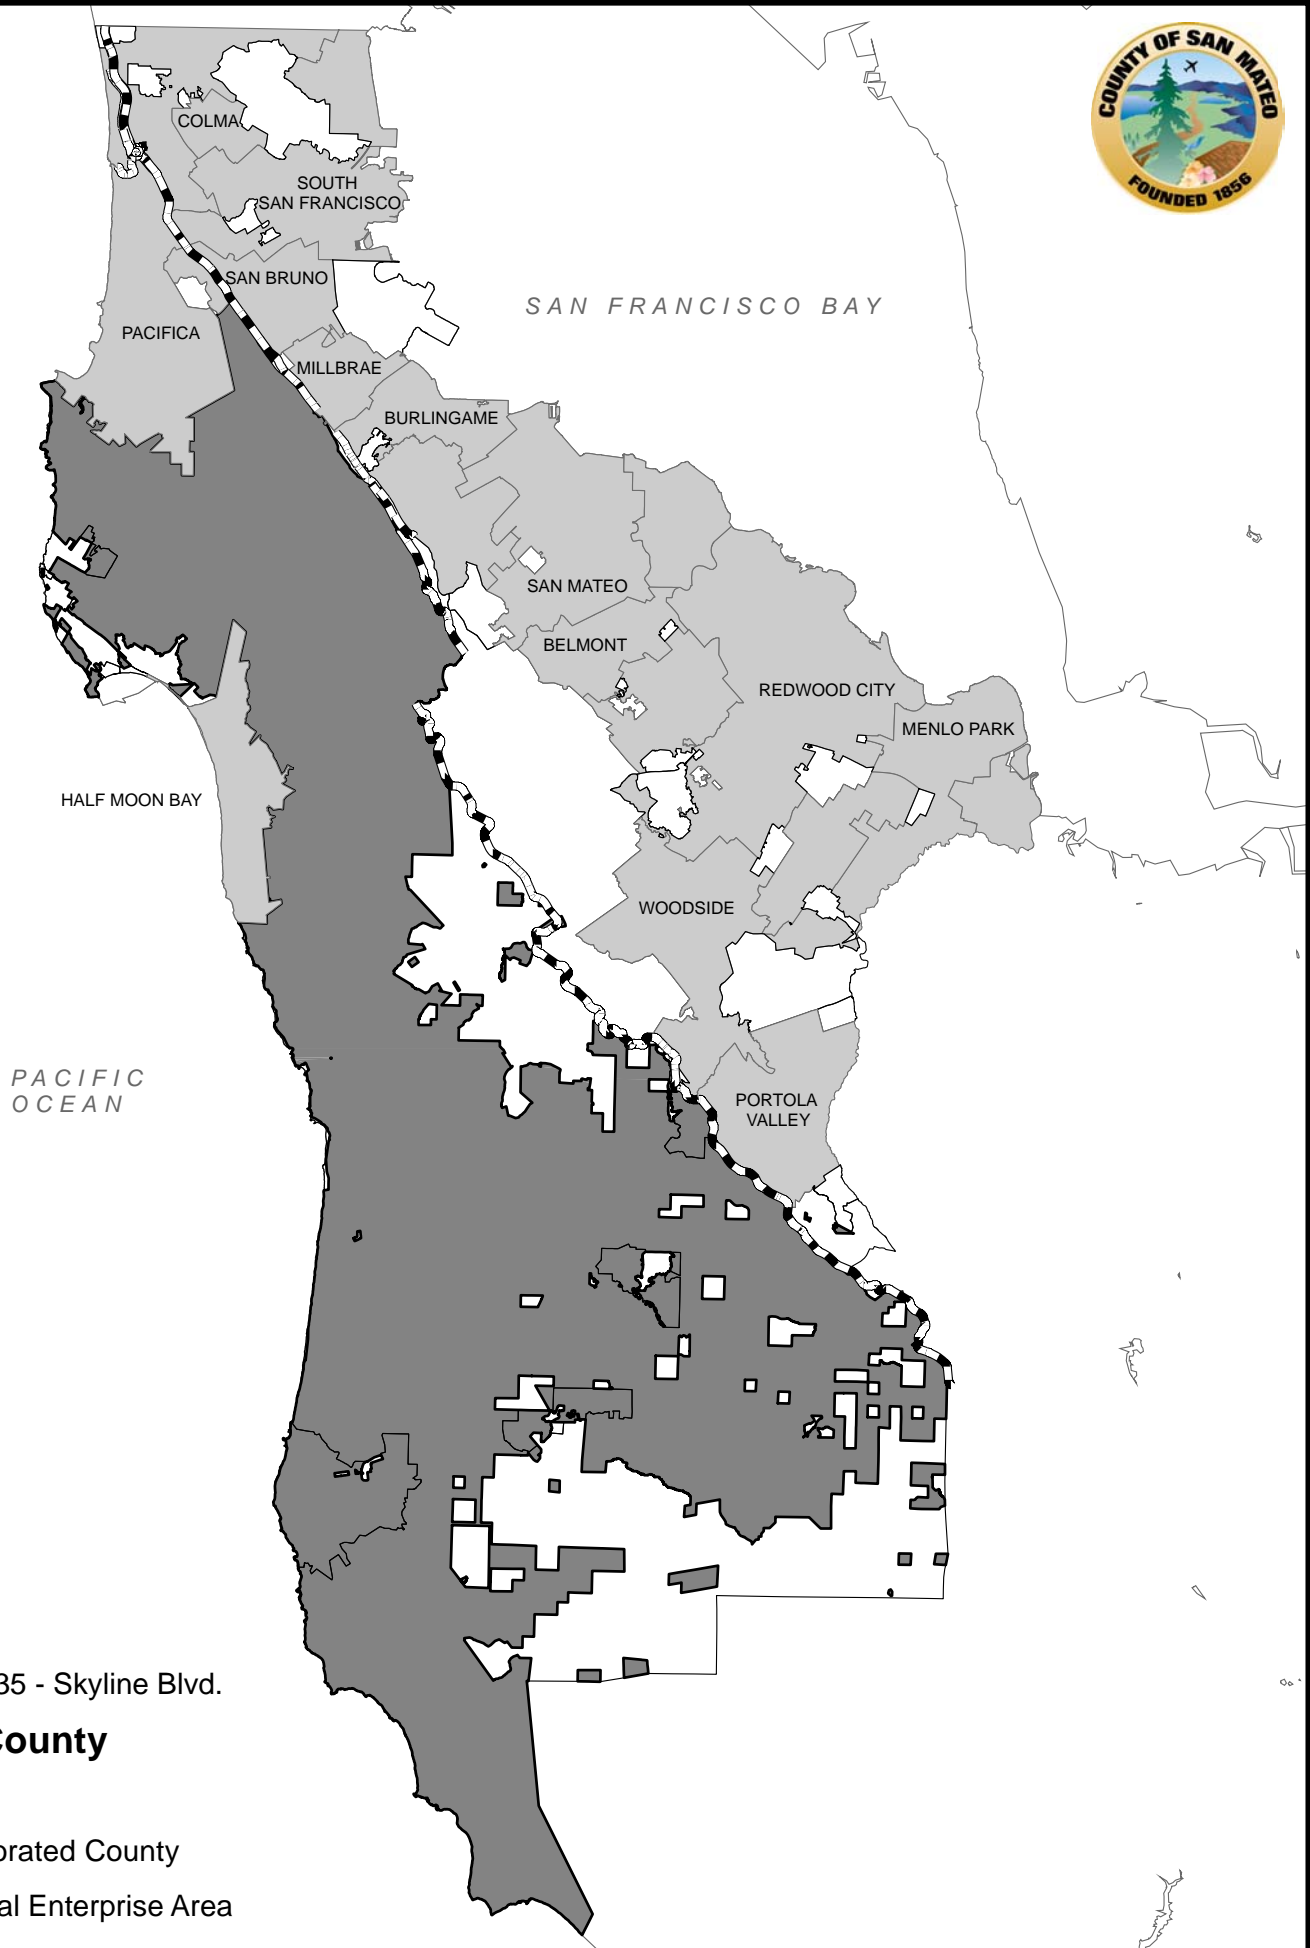 COUNTY OF SAN MATEO
FOUNDED 1856
COLMA
SOUTH
SAN FRANCISCO
SAN BRUNO
SAN FRANCISCO BAY
PACIFICA
MILLBRAE
BURLINGAME
SAN MATEO
BELMONT
REDWOOD CITY
MENLO PARK
HALF MOON BAY
WOODSIDE
PACIFIC
OCEAN
PORTOLA
VALLEY
35 - Skyline Blvd.
County
orated County
al Enterprise Area